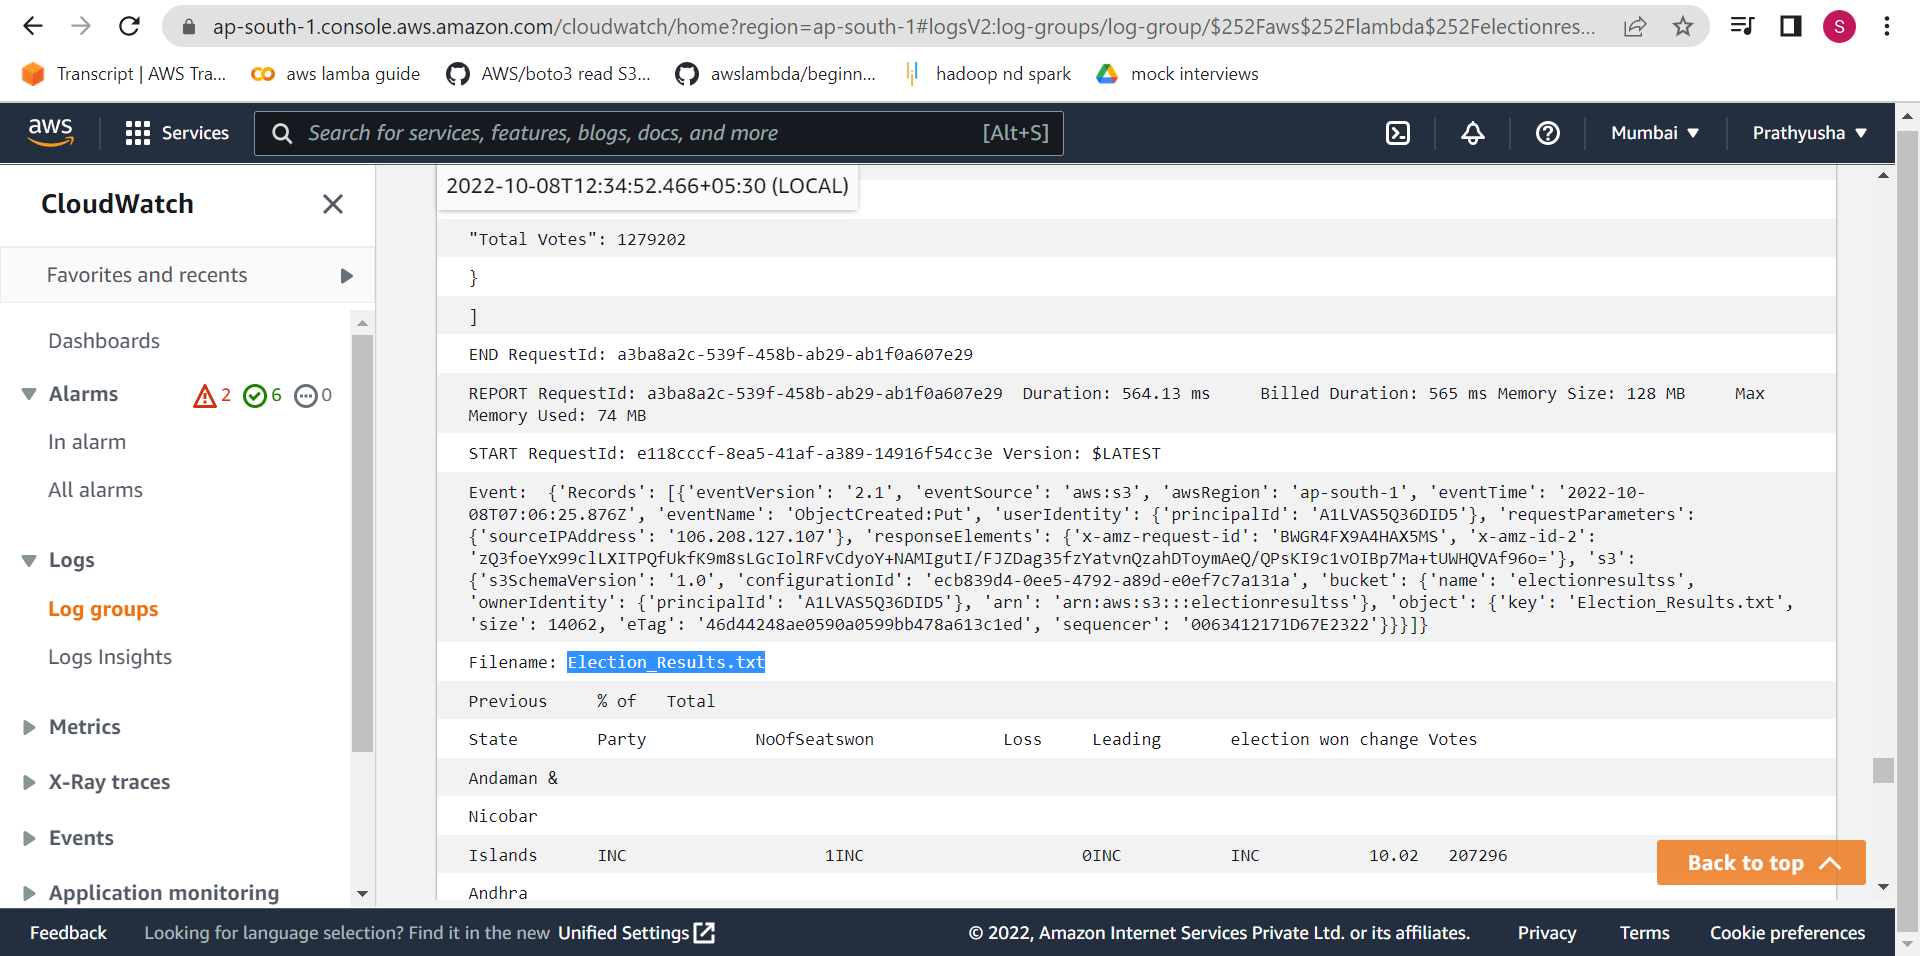 ap-south-1.console.aws.amazon.com/cloudwatch/home?region=ap-south-1#logsV2:log-groups/log-group/$252Faws$252Flambda$252Felectionres...
S
Transcript | AWS Tra...
aws lamba guide
AWS/boto3 read S3...
awslambda/beginn...
hadoop nd spark
mock interviews
aws
Services
Search for services, features, blogs, docs, and more
[Alt+S]
Mumbai
Prathyusha
CloudWatch
Favorites and recents
Dashboards
Alarms
2
6
0
In alarm
All alarms
Logs
Log groups
Logs Insights
Metrics
X-Ray traces
Events
Application monitoring
2022-10-08T12:34:52.466+05:30 (LOCAL)
"Total Votes": 1279202
}
]
END RequestId: a3ba8a2c-539f-458b-ab29-ab1f0a607e29
REPORT RequestId: a3ba8a2c-539f-458b-ab29-ab1f0a607e29 Duration: 564.13 ms Billed Duration: 565 ms Memory Size: 128 MB Max
Memory Used: 74 MB
START RequestId: e118cccf-8ea5-41af-a389-14916f54cc3e Version: $LATEST
Event: {'Records': [{'eventVersion': '2.1', 'eventSource': 'aws:s3', 'awsRegion': 'ap-south-1', 'eventTime': '2022-10-
08T07:06:25.876Z', 'eventName': 'ObjectCreated:Put', 'userIdentity': {'principalId': 'A1LVAS5Q36DID5'}, 'requestParameters':
{'sourceIPAddress': '106.208.127.107'}, 'responseElements': {'x-amz-request-id': 'BWGR4FX9A4HAX5MS', 'x-amz-id-2':
'zQ3foeYx99clLXITPQfUkfK9m8sLGcIolRFvCdyoY+NAMIgutI/FJZDag35fzYatvnQzahDToymAeQ/QPsKI9c1vOIBp7Ma+tUWHQVAf96o='}, 's3':
{'s3SchemaVersion': '1.0', 'configurationId': 'ecb839d4-0ee5-4792-a89d-e0ef7c7a131a', 'bucket': {'name': 'electionresultss',
'ownerIdentity': {'principalId': 'A1LVAS5Q36DID5'}, 'arn': 'arn:aws:s3:::electionresultss'}, 'object': {'key': 'Election_Results.txt',
'size': 14062, 'eTag': '46d44248ae0590a0599bb478a613c1ed', 'sequencer': '0063412171D67E2322'}}}]}
Filename: Election_Results.txt
Previous % of Total
State Party NoOfSeatswon Loss Leading election won change Votes
Andaman &
Nicobar
Islands INC 1INC 0INC INC 10.02 207296
Andhra
Back to top
Feedback
Looking for language selection? Find it in the new Unified Settings
© 2022, Amazon Internet Services Private Ltd. or its affiliates.
Privacy
Terms
Cookie preferences